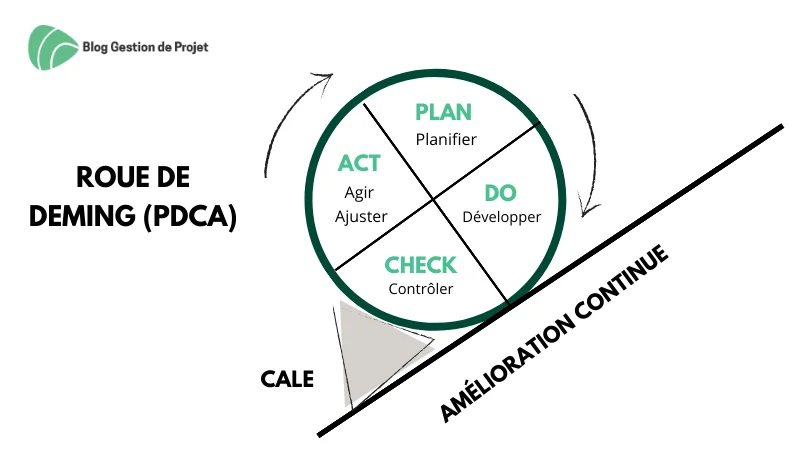 Blog Gestion de Projet
ROUE DE
DEMING (PDCA)
PLAN
Planifier
ACT
Agir
Ajuster
DO
Développer
CHECK
Contrôler
CALE
AMÉLIORATION CONTINUE